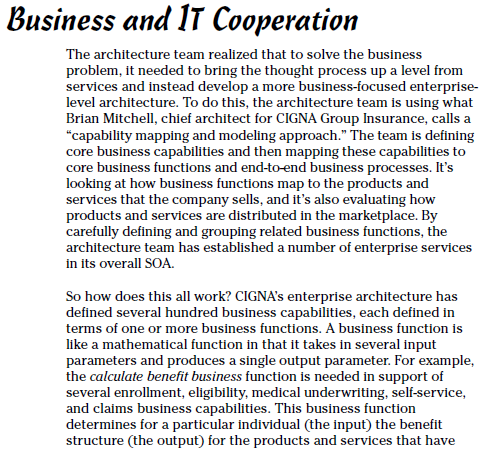 Business and IT Cooperation
The architecture team realized that to solve the business
problem, it needed to bring the thought process up a level from
services and instead develop a more business-focused enterprise-
level architecture. To do this, the architecture team is using what
Brian Mitchell, chief architect for CIGNA Group Insurance, calls a
“capability mapping and modeling approach.” The team is defining
core business capabilities and then mapping these capabilities to
core business functions and end-to-end business processes. It’s
looking at how business functions map to the products and
services that the company sells, and it’s also evaluating how
products and services are distributed in the marketplace. By
carefully defining and grouping related business functions, the
architecture team has established a number of enterprise services
in its overall SOA.
So how does this all work? CIGNA’s enterprise architecture has
defined several hundred business capabilities, each defined in
terms of one or more business functions. A business function is
like a mathematical function in that it takes in several input
parameters and produces a single output parameter. For example,
the calculate benefit business function is needed in support of
several enrollment, eligibility, medical underwriting, self-service,
and claims business capabilities. This business function
determines for a particular individual (the input) the benefit
structure (the output) for the products and services that have